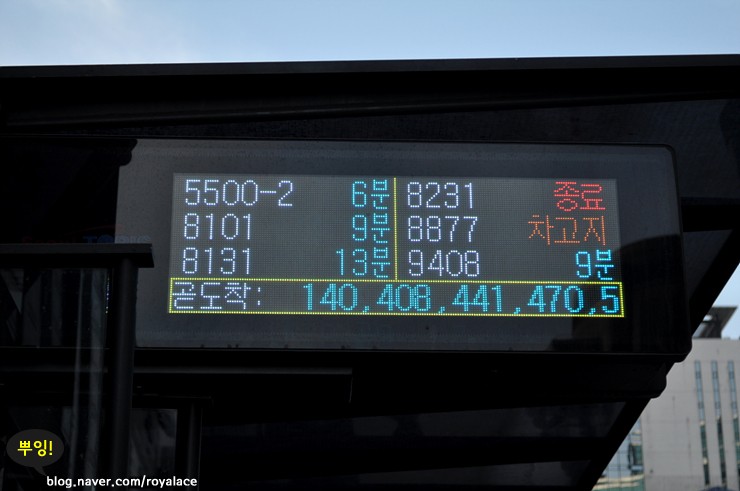 5500-2 6분
8101 9분
8131 13분
8231 종료
8877 차고지
9408 9분
곧도착: 140,408,441,470,5
뿌잉!
blog.naver.com/royalace